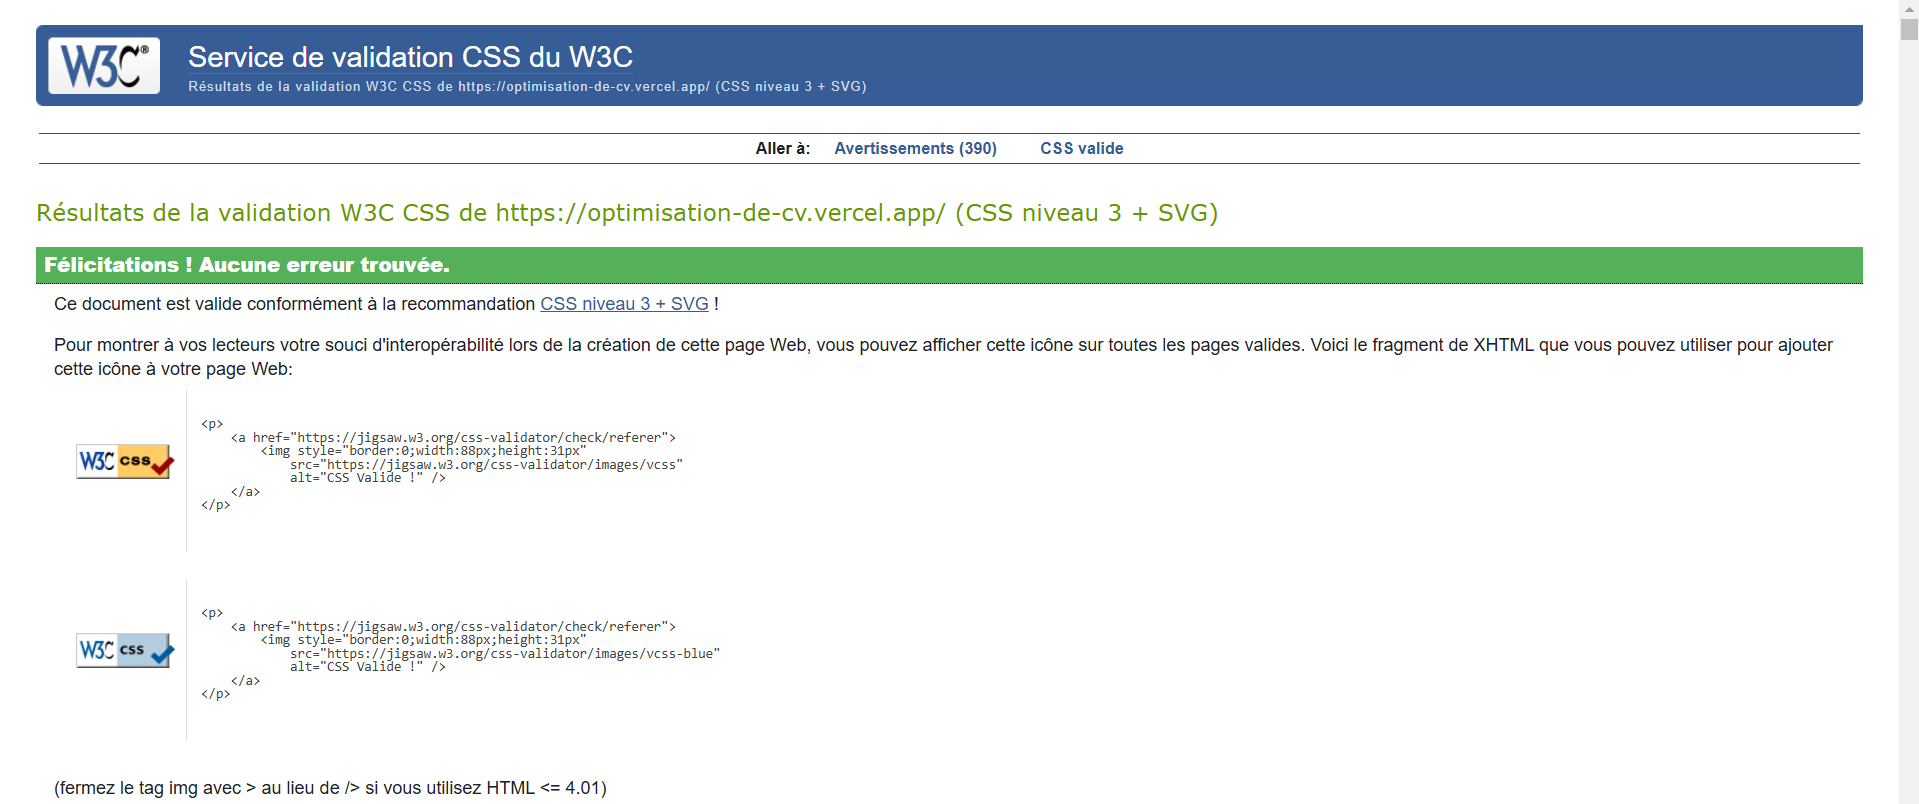 W3C®
Service de validation CSS du W3C
Résultats de la validation W3C CSS de https://optimisation-de-cv.vercel.app/ (CSS niveau 3 + SVG)
Aller à: Avertissements (390) CSS valide
Résultats de la validation W3C CSS de https://optimisation-de-cv.vercel.app/ (CSS niveau 3 + SVG)
Félicitations ! Aucune erreur trouvée.
Ce document est valide conformément à la recommandation CSS niveau 3 + SVG !
Pour montrer à vos lecteurs votre souci d'interopérabilité lors de la création de cette page Web, vous pouvez afficher cette icône sur toutes les pages valides. Voici le fragment de XHTML que vous pouvez utiliser pour ajouter
cette icône à votre page Web:
W3C css
<p>
    <a href="https://jigsaw.w3.org/css-validator/check/referer">
        <img style="border:0;width:88px;height:31px"
            src="https://jigsaw.w3.org/css-validator/images/vcss"
            alt="CSS Valide !" />
    </a>
</p>
W3C css
<p>
    <a href="https://jigsaw.w3.org/css-validator/check/referer">
        <img style="border:0;width:88px;height:31px"
            src="https://jigsaw.w3.org/css-validator/images/vcss-blue"
            alt="CSS Valide !" />
    </a>
</p>
(fermez le tag img avec > au lieu de /> si vous utilisez HTML <= 4.01)